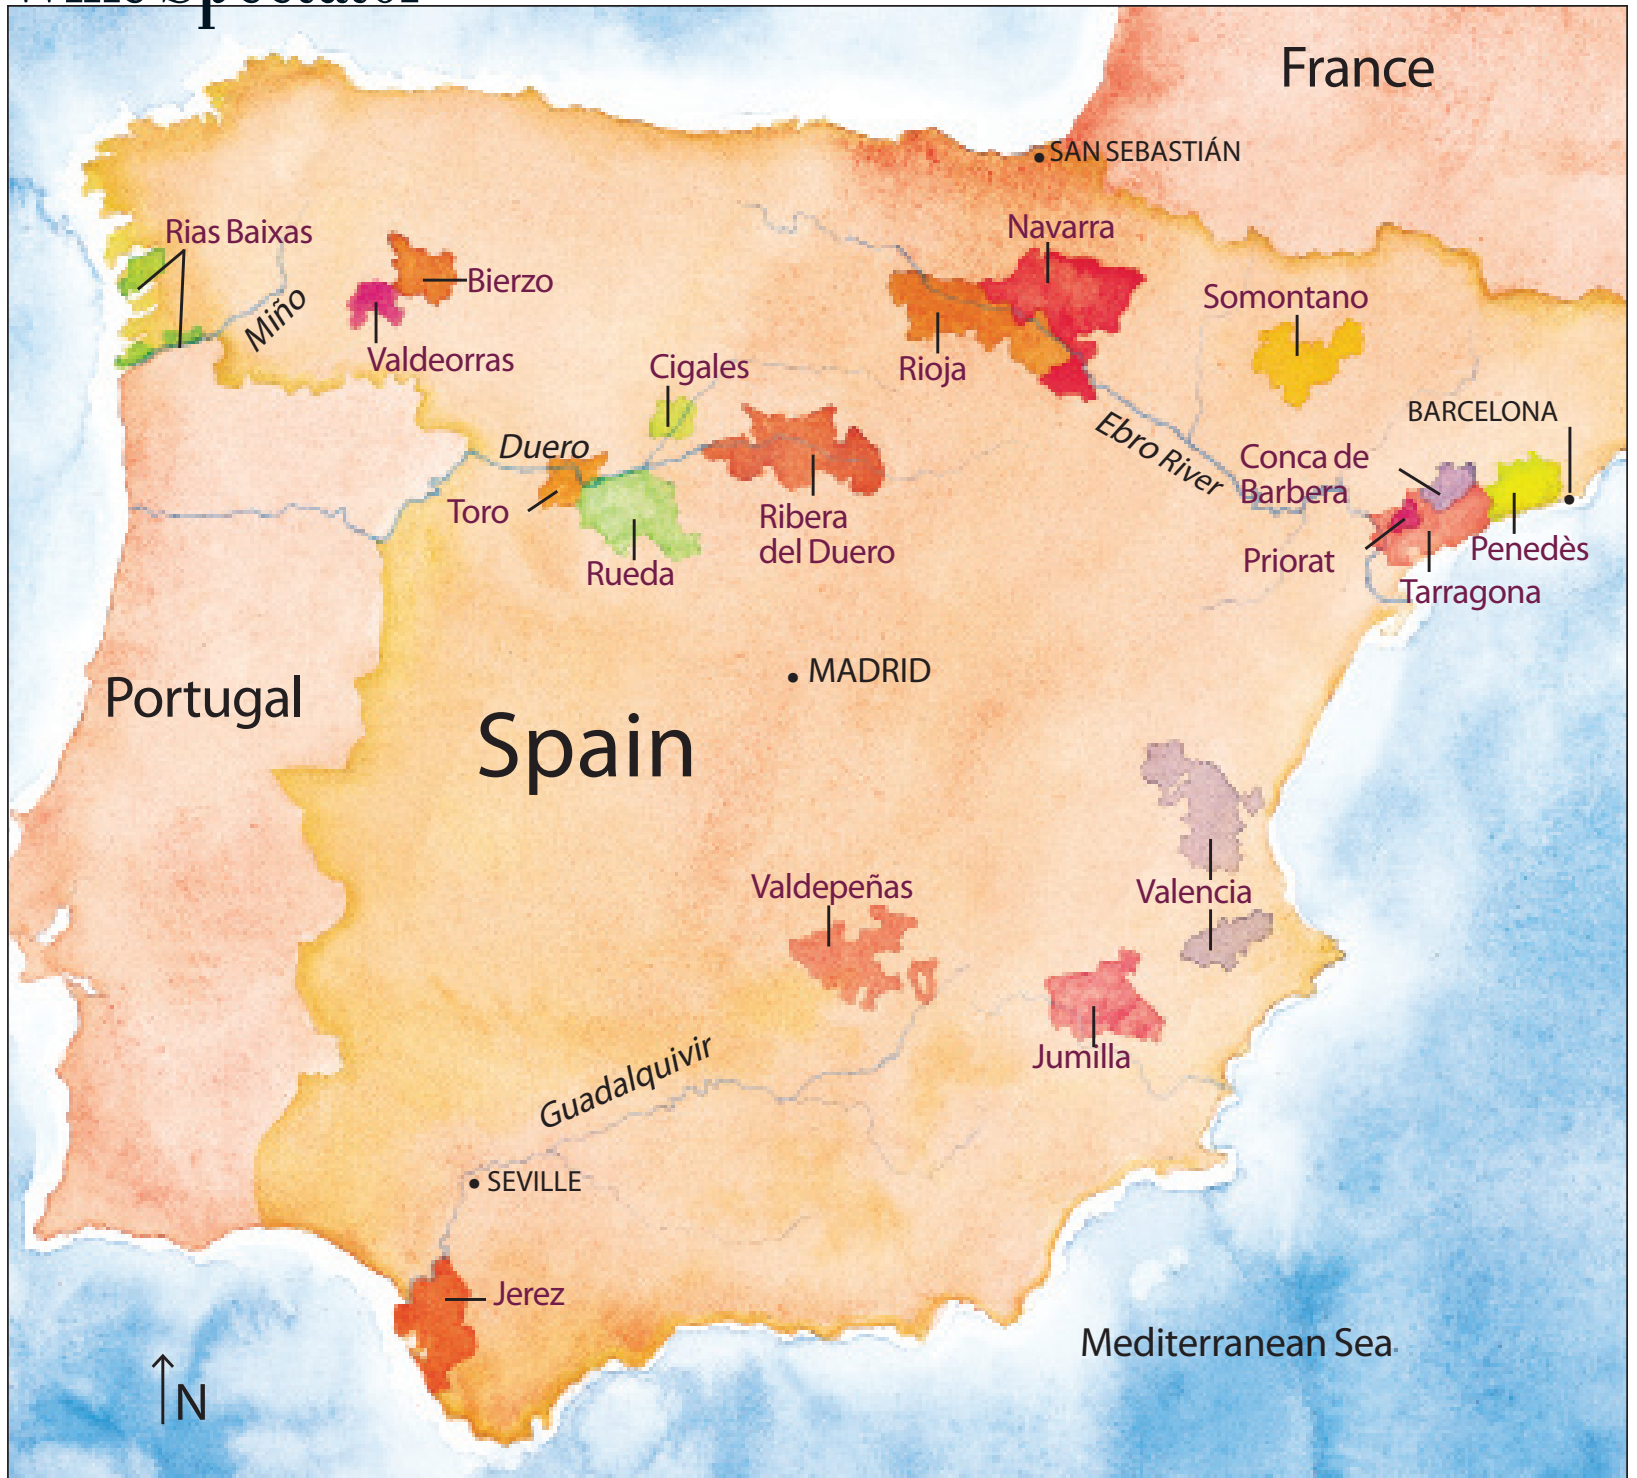 Wine Spectator
France
SAN SEBASTIÁN
Rias Baixas
Navarra
Bierzo
Miño
Somontano
Valdeorras
Cigales
Rioja
BARCELONA
Duero
Ebro River
Conca de
Barbera
Toro
Ribera
del Duero
Rueda
Priorat
Penedès
Tarragona
MADRID
Portugal
Spain
Valdepeñas
Valencia
Jumilla
Guadalquivir
SEVILLE
Jerez
Mediterranean Sea
N